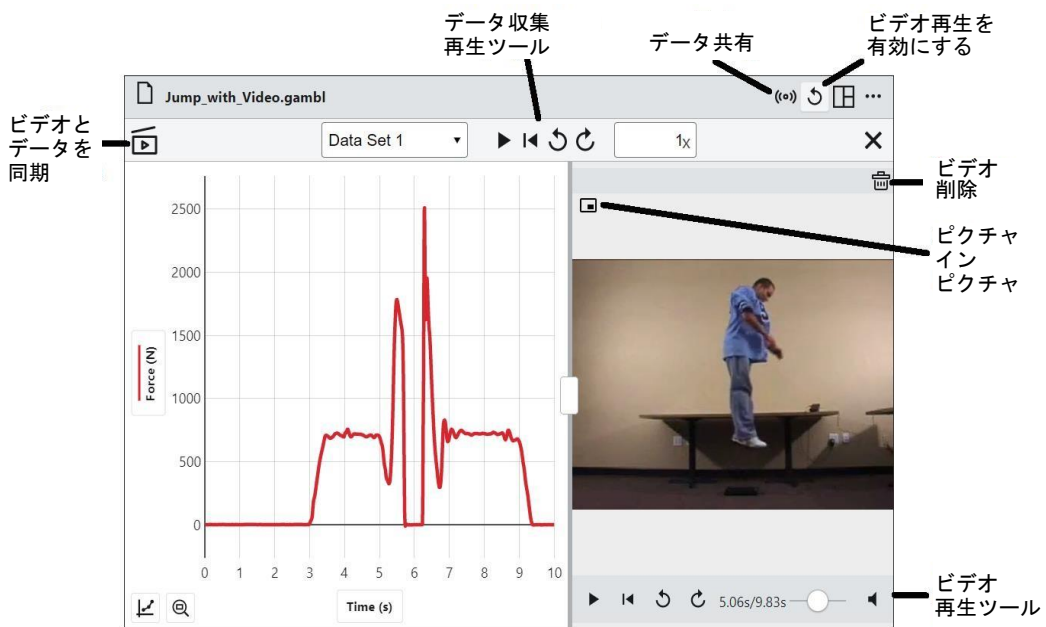 データ収集
再生ツール
データ共有
ビデオ再生を
有効にする
Jump_with_Video.gambl
ビデオと
データを
同期
Data Set 1
1x
ビデオ
削除
ピクチャ
イン
ピクチャ
2500
2000
1500
1000
500
0
Force (N)
0 1 2 3 4 5 6 7 8 9 10
Time (s)
5.06s/9.83s
ビデオ
再生ツール